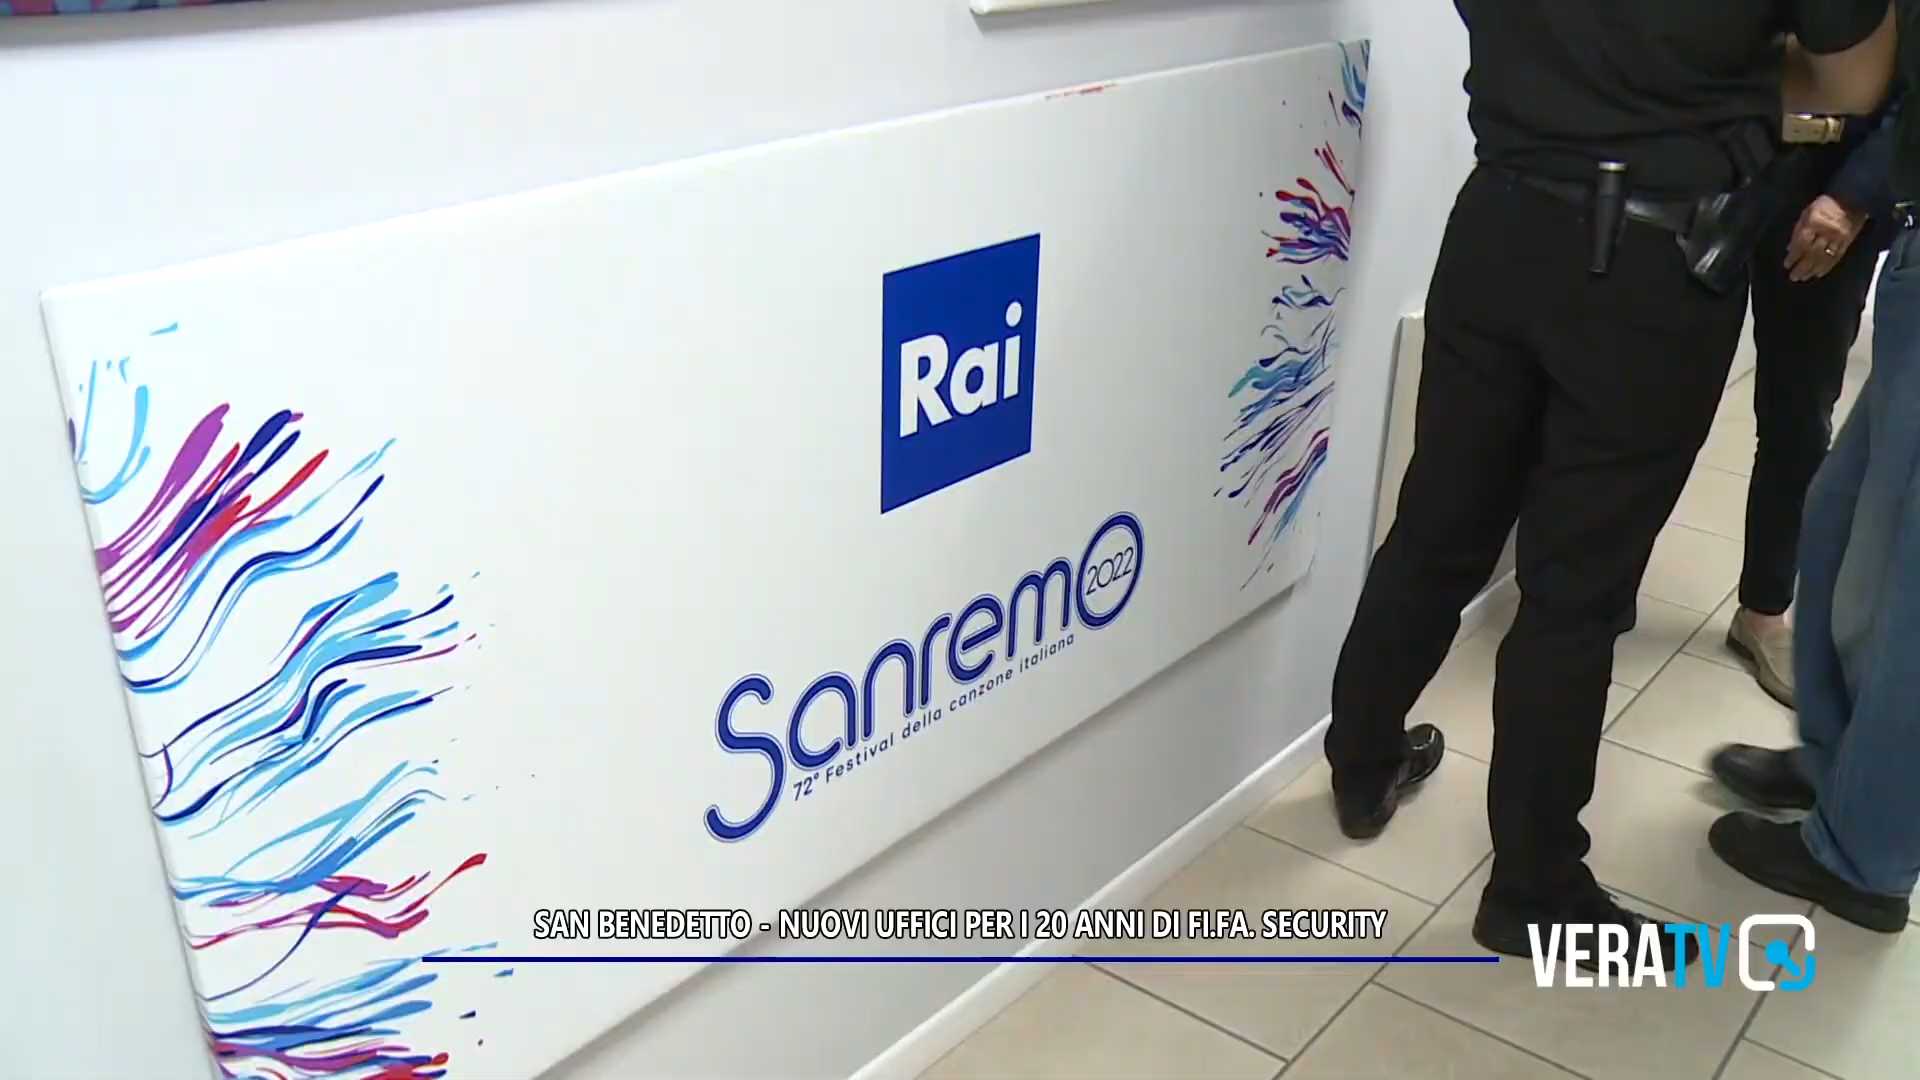 Rai
Sanremo 2022
72° Festival della canzone italiana
SAN BENEDETTO - NUOVI UFFICI PER I 20 ANNI DI FI.FA. SECURITY
VERATV